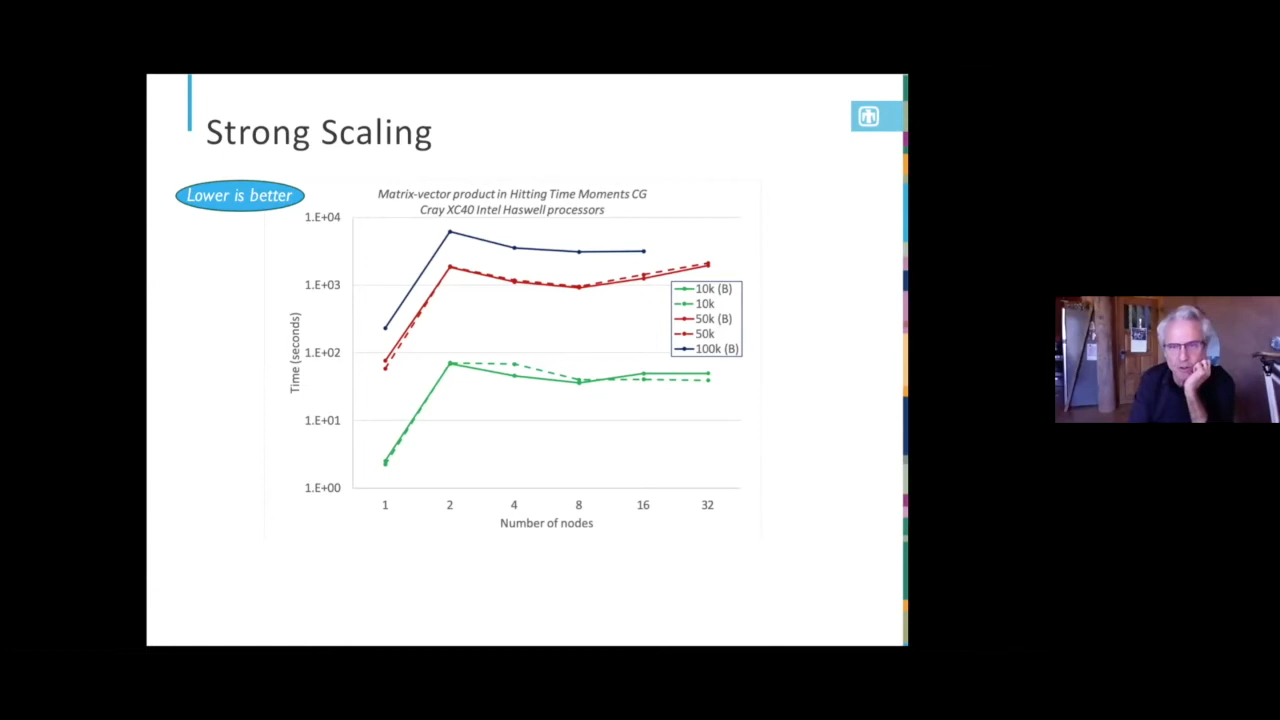 Strong Scaling
Lower is better
Matrix-vector product in Hitting Time Moments CG
Cray XC40 Intel Haswell processors
1.E+04
1.E+03
1.E+02
1.E+01
1.E+00
Time (seconds)
10k (B)
10k
50k (B)
50k
100k (B)
1 2 4 8 16 32
Number of nodes